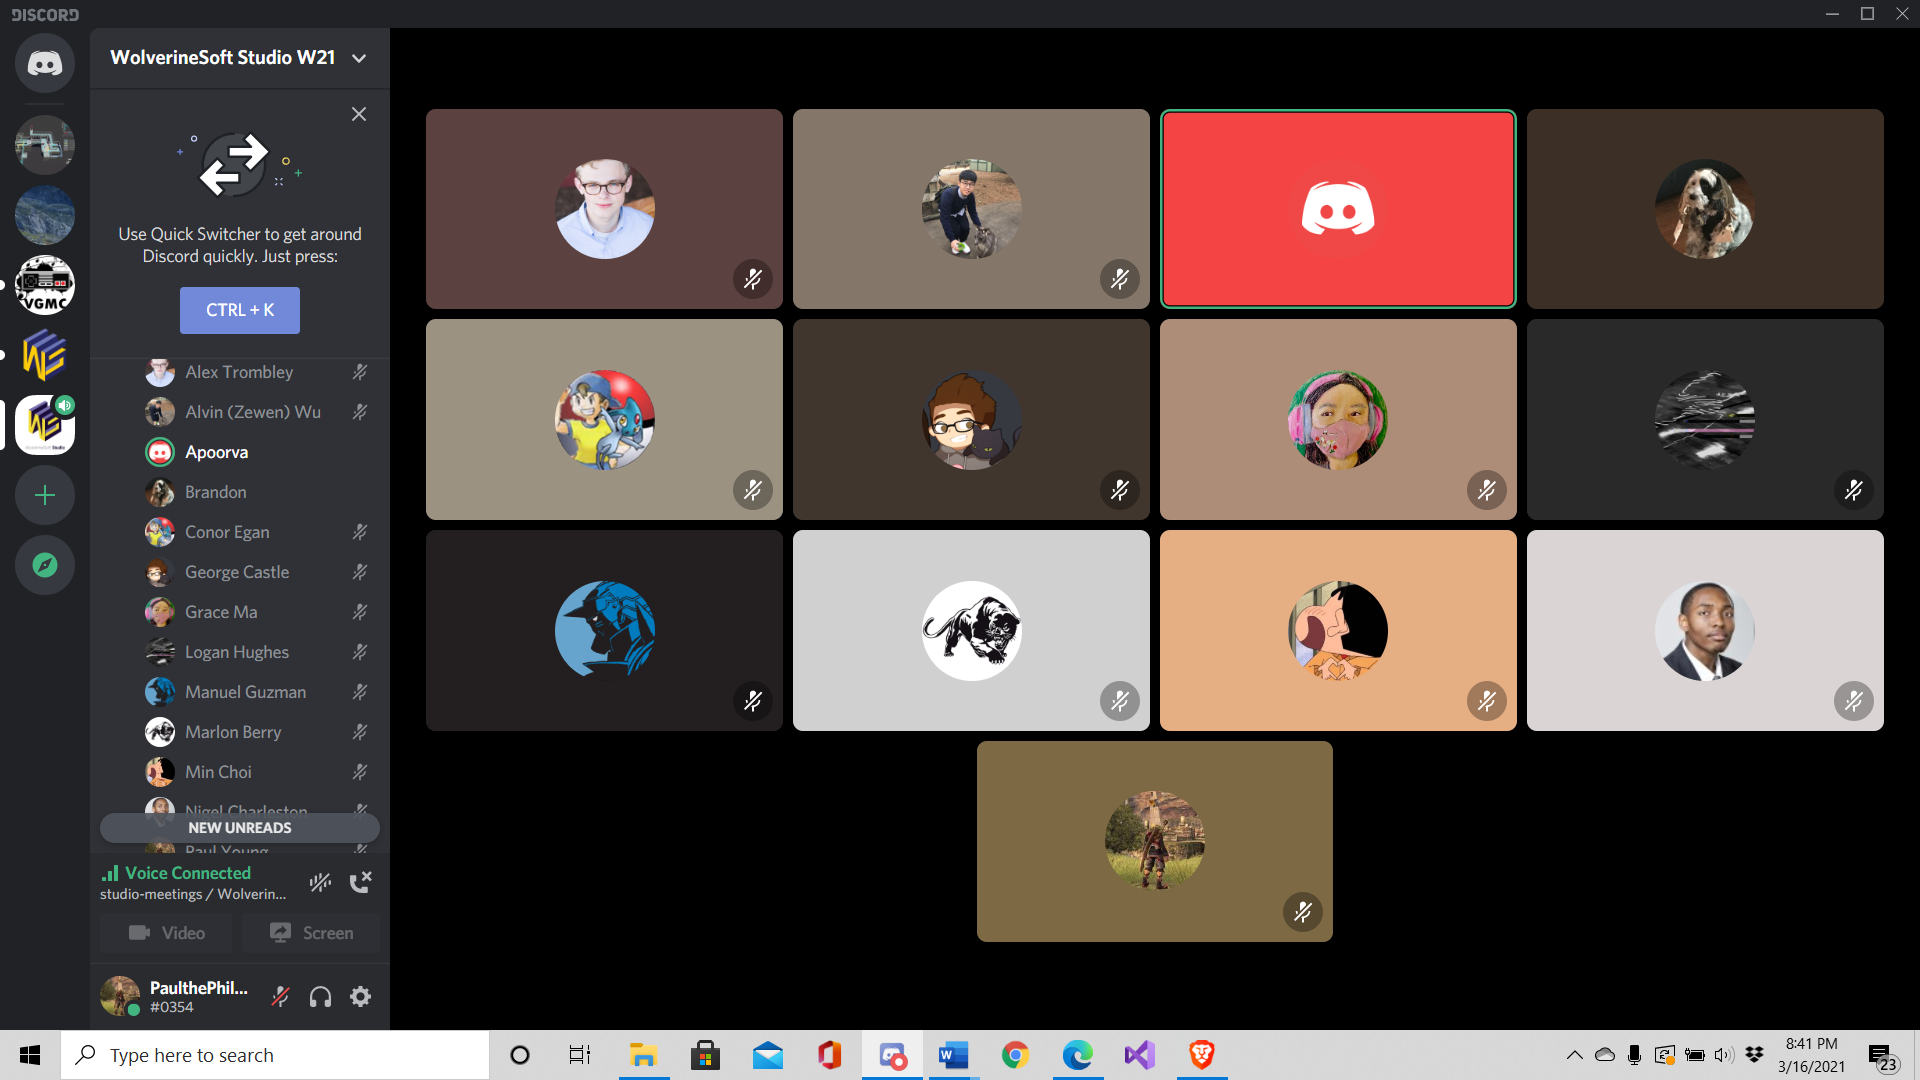 DISCORD
WolverineSoft Studio W21
Use Quick Switcher to get around
Discord quickly. Just press:
CTRL + K
VGMC
Alex Trombley
Alvin (Zewen) Wu
Apoorva
Brandon
Conor Egan
George Castle
Grace Ma
Logan Hughes
Manuel Guzman
Marlon Berry
Min Choi
Nigel Charleston
NEW UNREADS
Paul Young
Voice Connected
studio-meetings / Wolverin...
Video
Screen
PaulthePhil...
#0354
Type here to search
8:41 PM
3/16/2021
23